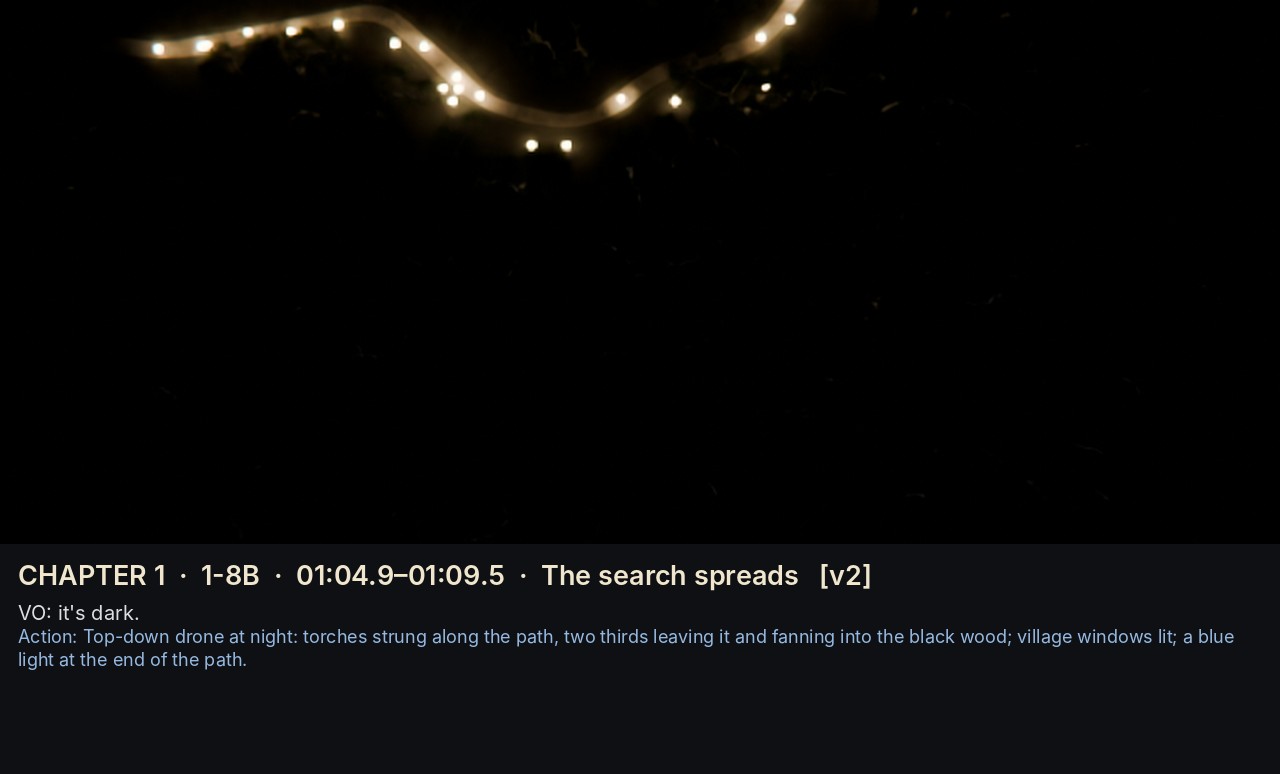 CHAPTER 1 · 1-8B · 01:04.9–01:09.5 · The search spreads [v2]
VO: it's dark.
Action: Top-down drone at night: torches strung along the path, two thirds leaving it and fanning into the black wood; village windows lit; a blue
light at the end of the path.